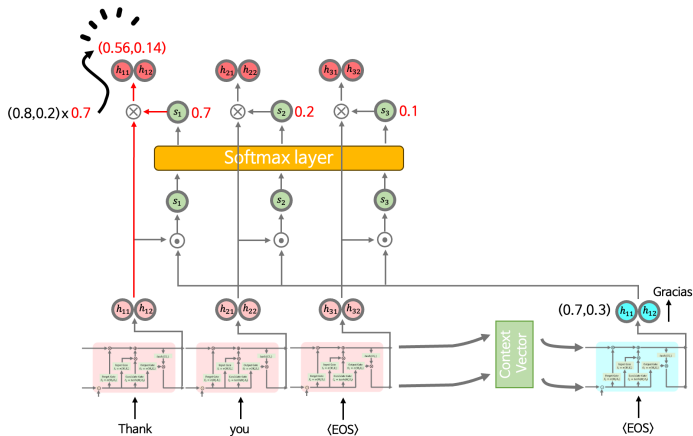 (0.56,0.14)
h11 h12
h21 h22
h31 h32
(0.8,0.2)x 0.7
s1 0.7
s2 0.2
s3 0.1
Softmax layer
s1
s2
s3
h11 h12
h21 h22
h31 h32
(0.7,0.3)
h11 h12
Gracias
Context
Vector
Thank
you
⟨EOS⟩
⟨EOS⟩